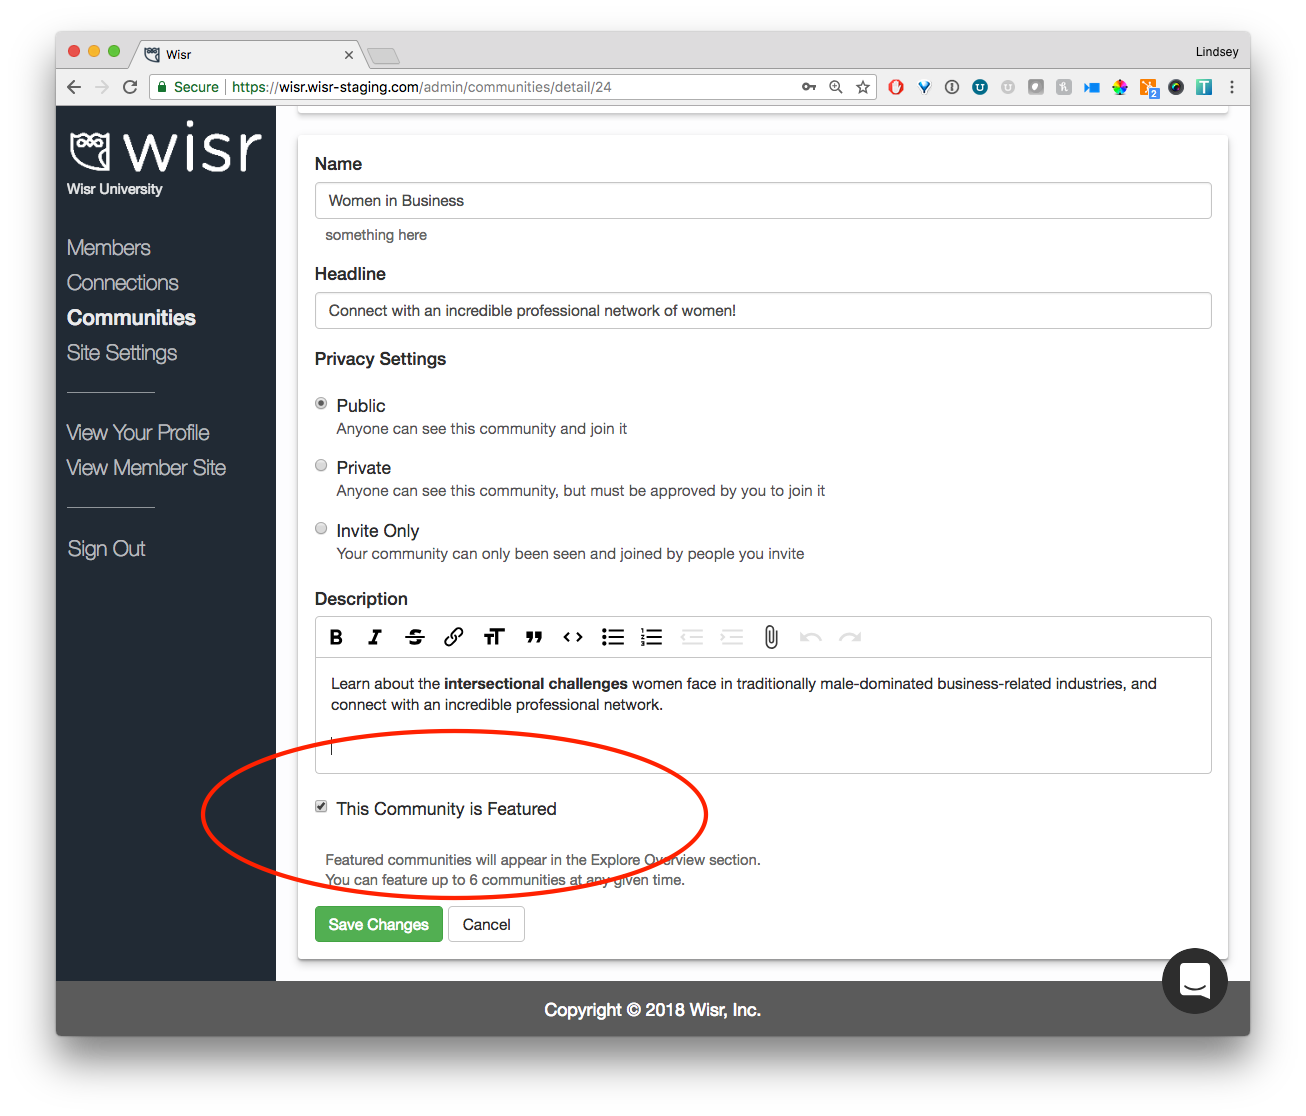 Wisr
Lindsey
Secure
https://wisr.wisr-staging.com/admin/communities/detail/24
2
T
wisr
Wisr University
Members
Connections
Communities
Site Settings
View Your Profile
View Member Site
Sign Out
Name
Women in Business
something here
Headline
Connect with an incredible professional network of women!
Privacy Settings
Public
Anyone can see this community and join it
Private
Anyone can see this community, but must be approved by you to join it
Invite Only
Your community can only been seen and joined by people you invite
Description
Learn about the intersectional challenges women face in traditionally male-dominated business-related industries, and
connect with an incredible professional network.
This Community is Featured
Featured communities will appear in the Explore Overview section.
You can feature up to 6 communities at any given time.
Save Changes
Cancel
Copyright © 2018 Wisr, Inc.